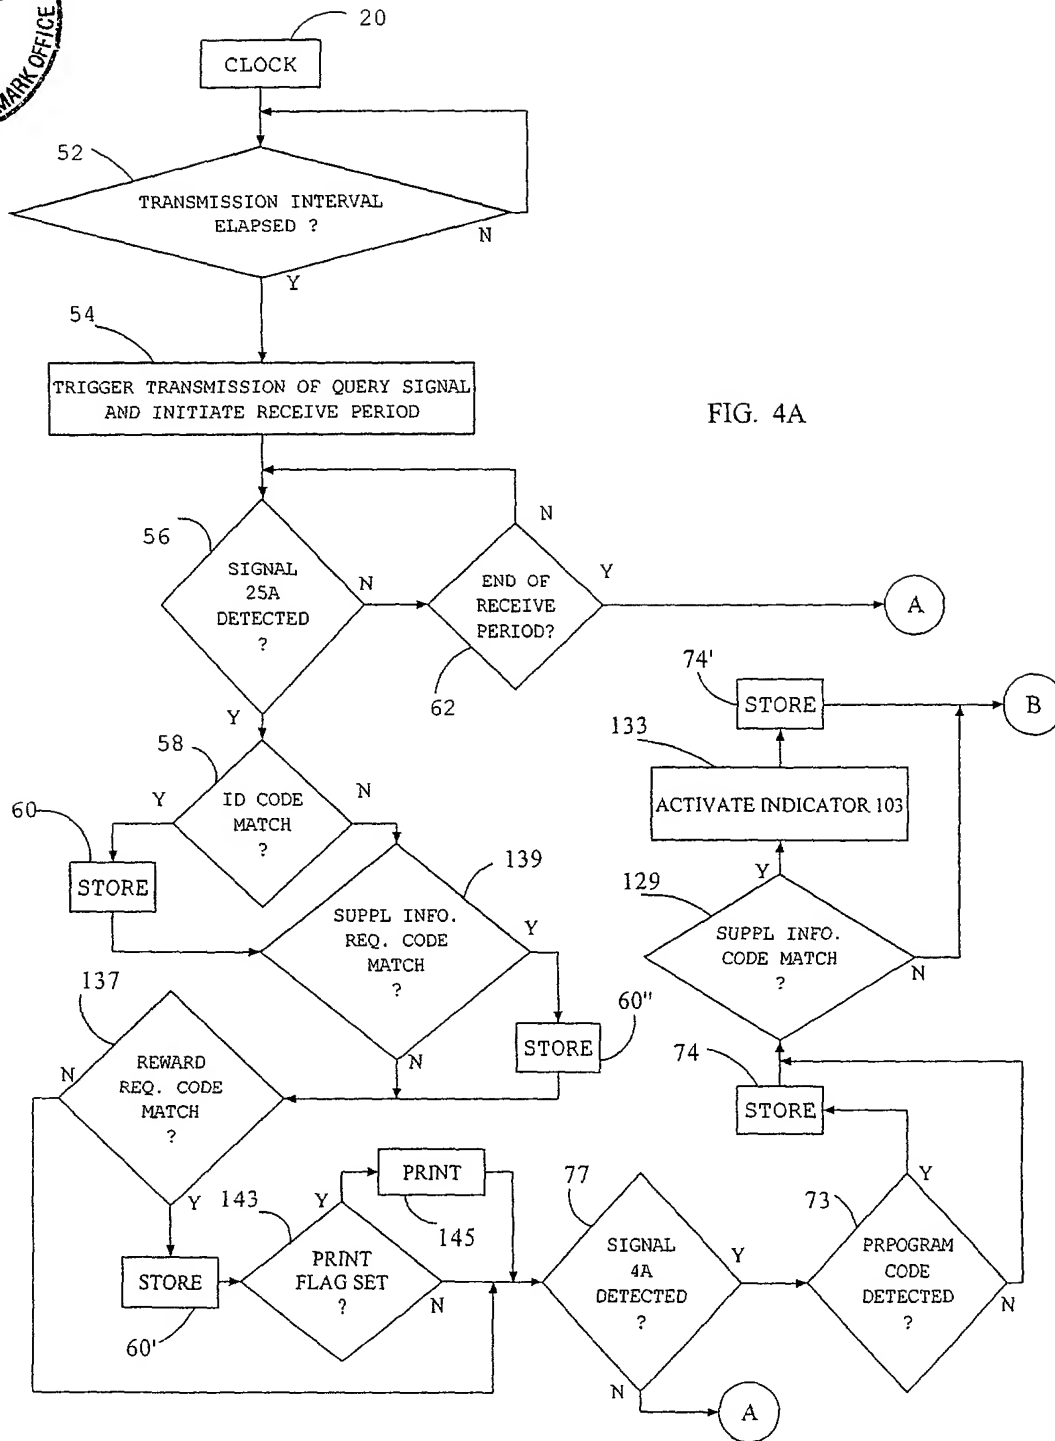 MARK OFFICE
20
CLOCK
52
TRANSMISSION INTERVAL
ELAPSED ?
N
Y
54
TRIGGER TRANSMISSION OF QUERY SIGNAL
AND INITIATE RECEIVE PERIOD
FIG. 4A
56
SIGNAL
25A
DETECTED
?
N
Y
END OF
RECEIVE
PERIOD?
N
Y
62
A
74'
STORE
B
133
ACTIVATE INDICATOR 103
58
ID CODE
MATCH
?
Y
N
60
STORE
139
SUPPL INFO.
REQ. CODE
MATCH
?
Y
N
60"
STORE
129
Y
SUPPL INFO.
CODE MATCH
?
N
137
REWARD
REQ. CODE
MATCH
?
N
Y
74
STORE
STORE
60'
143
Y
PRINT
FLAG SET
?
N
PRINT
145
77
SIGNAL
4A
DETECTED
?
Y
N
A
73
Y
PRPOGRAM
CODE
DETECTED
?
N